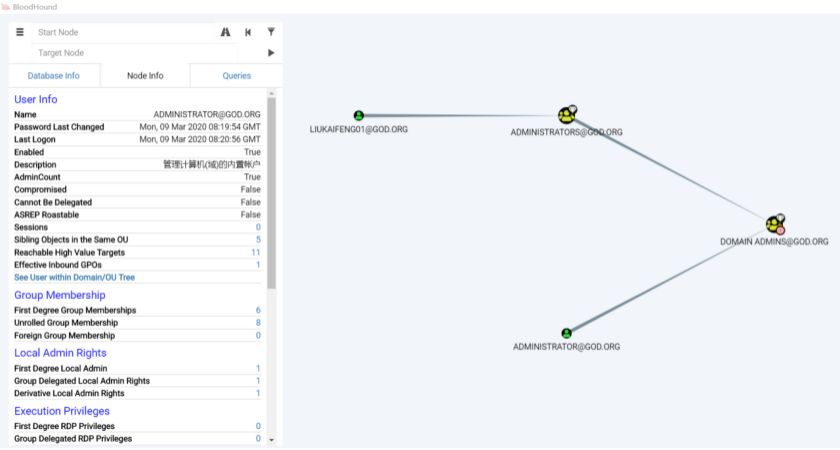 BloodHound
Start Node
Target Node
Database Info Node Info Queries
User Info
Name ADMINISTRATOR@GOD.ORG
Password Last Changed Mon, 09 Mar 2020 08:19:54 GMT
Last Logon Mon, 09 Mar 2020 08:20:56 GMT
Enabled True
Description 管理计算机(域)的内置帐户
AdminCount True
Compromised False
Cannot Be Delegated False
ASREP Roastable False
Sessions 0
Sibling Objects in the Same OU 5
Reachable High Value Targets 11
Effective Inbound GPOs 1
See User within Domain/OU Tree
Group Membership
First Degree Group Memberships 6
Unrolled Group Membership 8
Foreign Group Membership 0
Local Admin Rights
First Degree Local Admin 1
Group Delegated Local Admin Rights 1
Derivative Local Admin Rights 1
Execution Privileges
First Degree RDP Privileges 0
Group Delegated RDP Privileges 0
LIUKAIFENG01@GOD.ORG
ADMINISTRATORS@GOD.ORG
DOMAIN ADMINS@GOD.ORG
ADMINISTRATOR@GOD.ORG